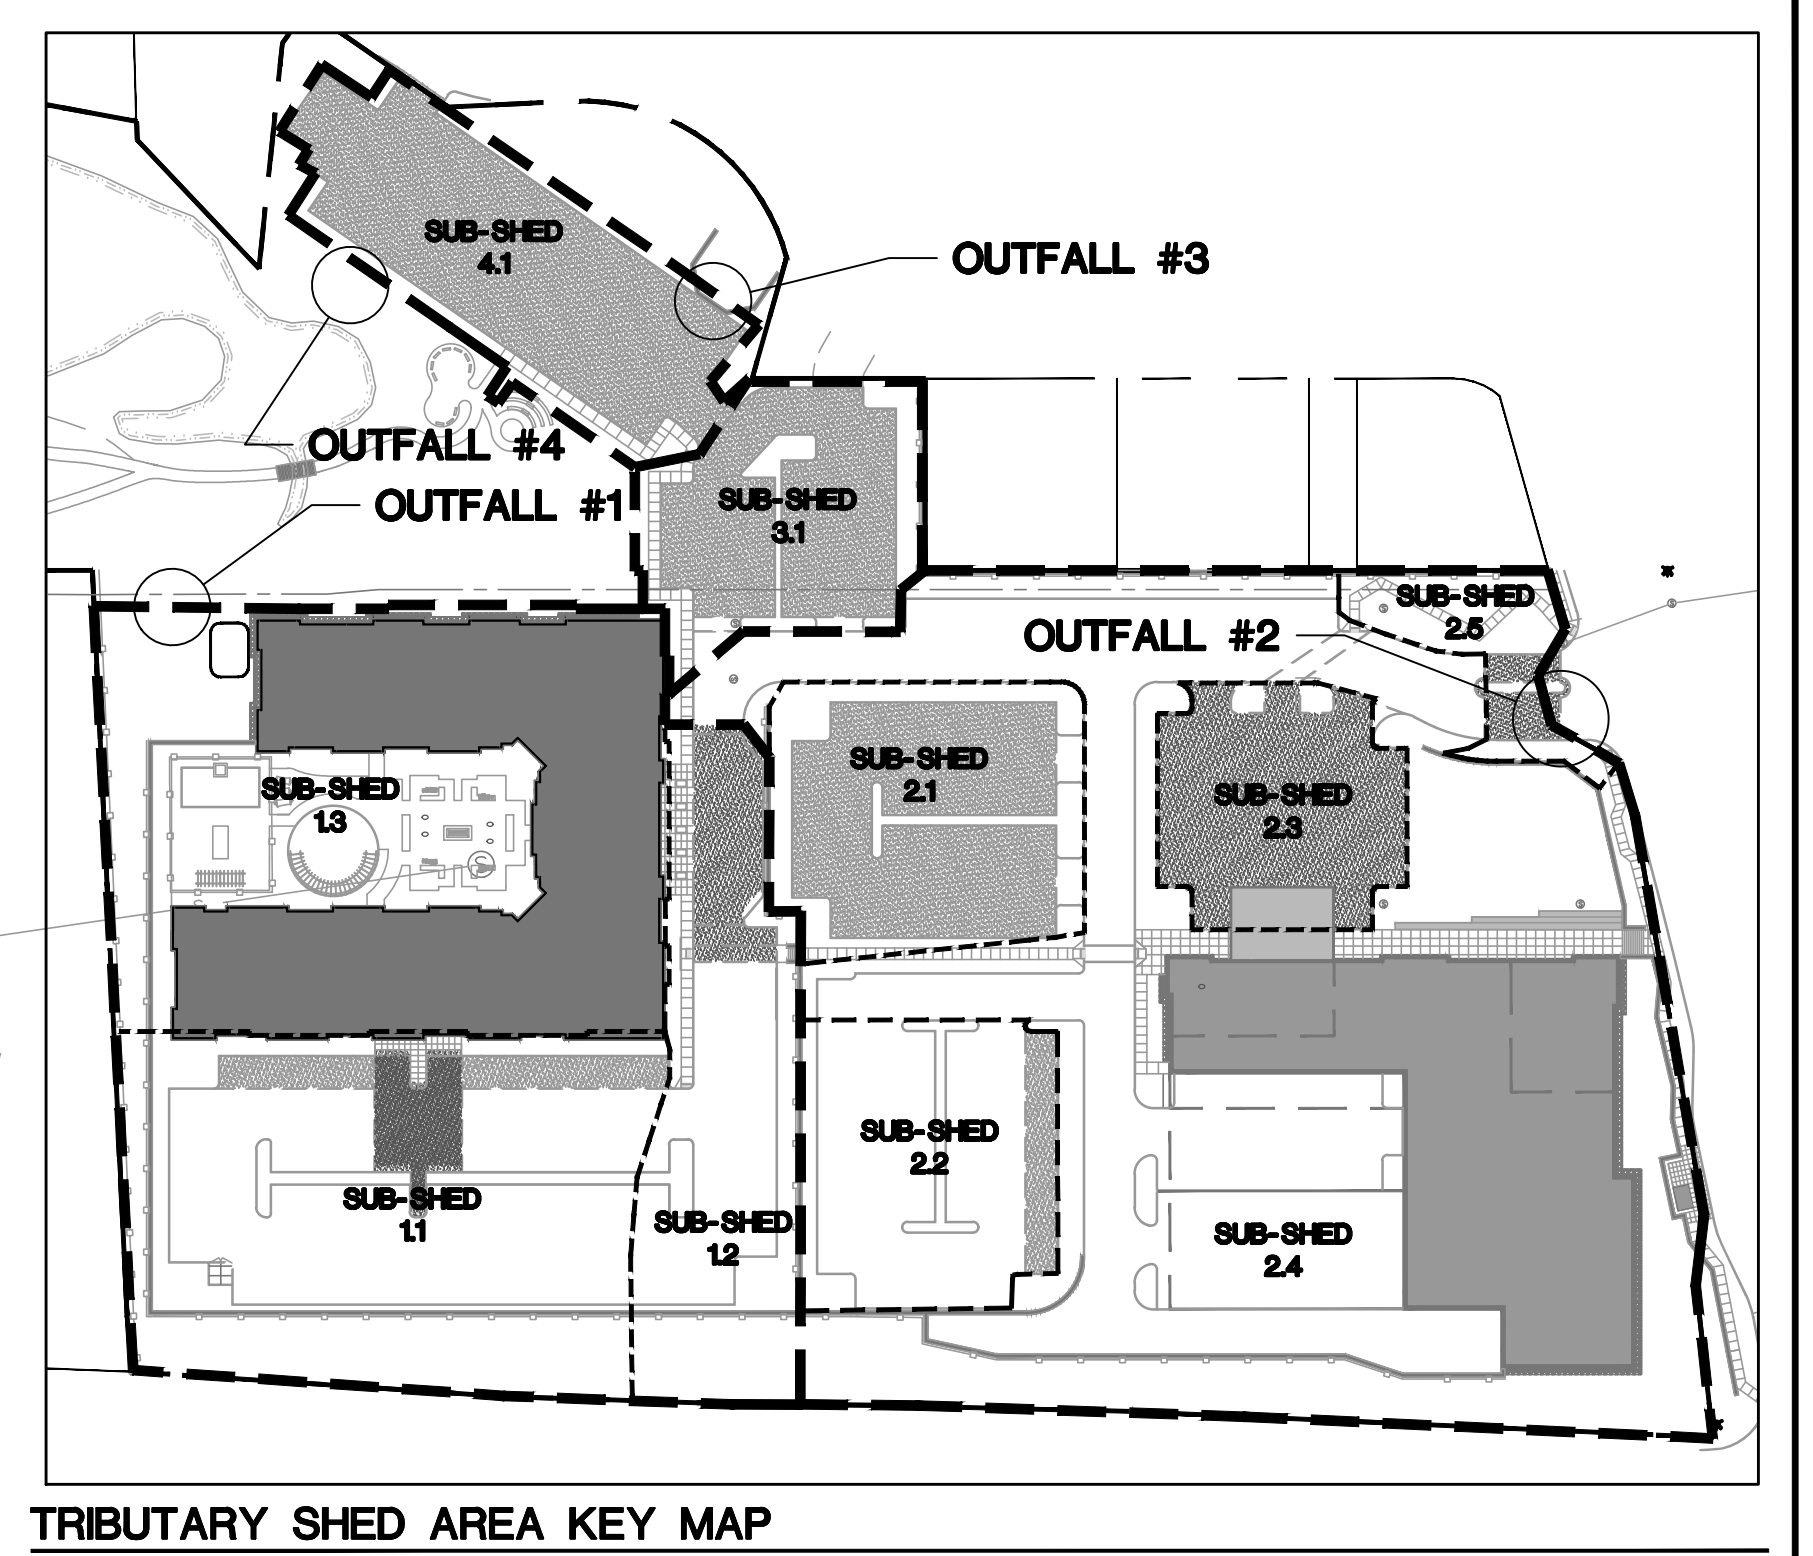 SUB-SHED
4.1
OUTFALL #3
OUTFALL #4
OUTFALL #1
SUB-SHED
3.1
SUB-SHED
2.5
OUTFALL #2
SUB-SHED
2.1
SUB-SHED
1.3
SUB-SHED
2.3
SUB-SHED
2.2
SUB-SHED
1.1
SUB-SHED
1.2
SUB-SHED
2.4
TRIBUTARY SHED AREA KEY MAP